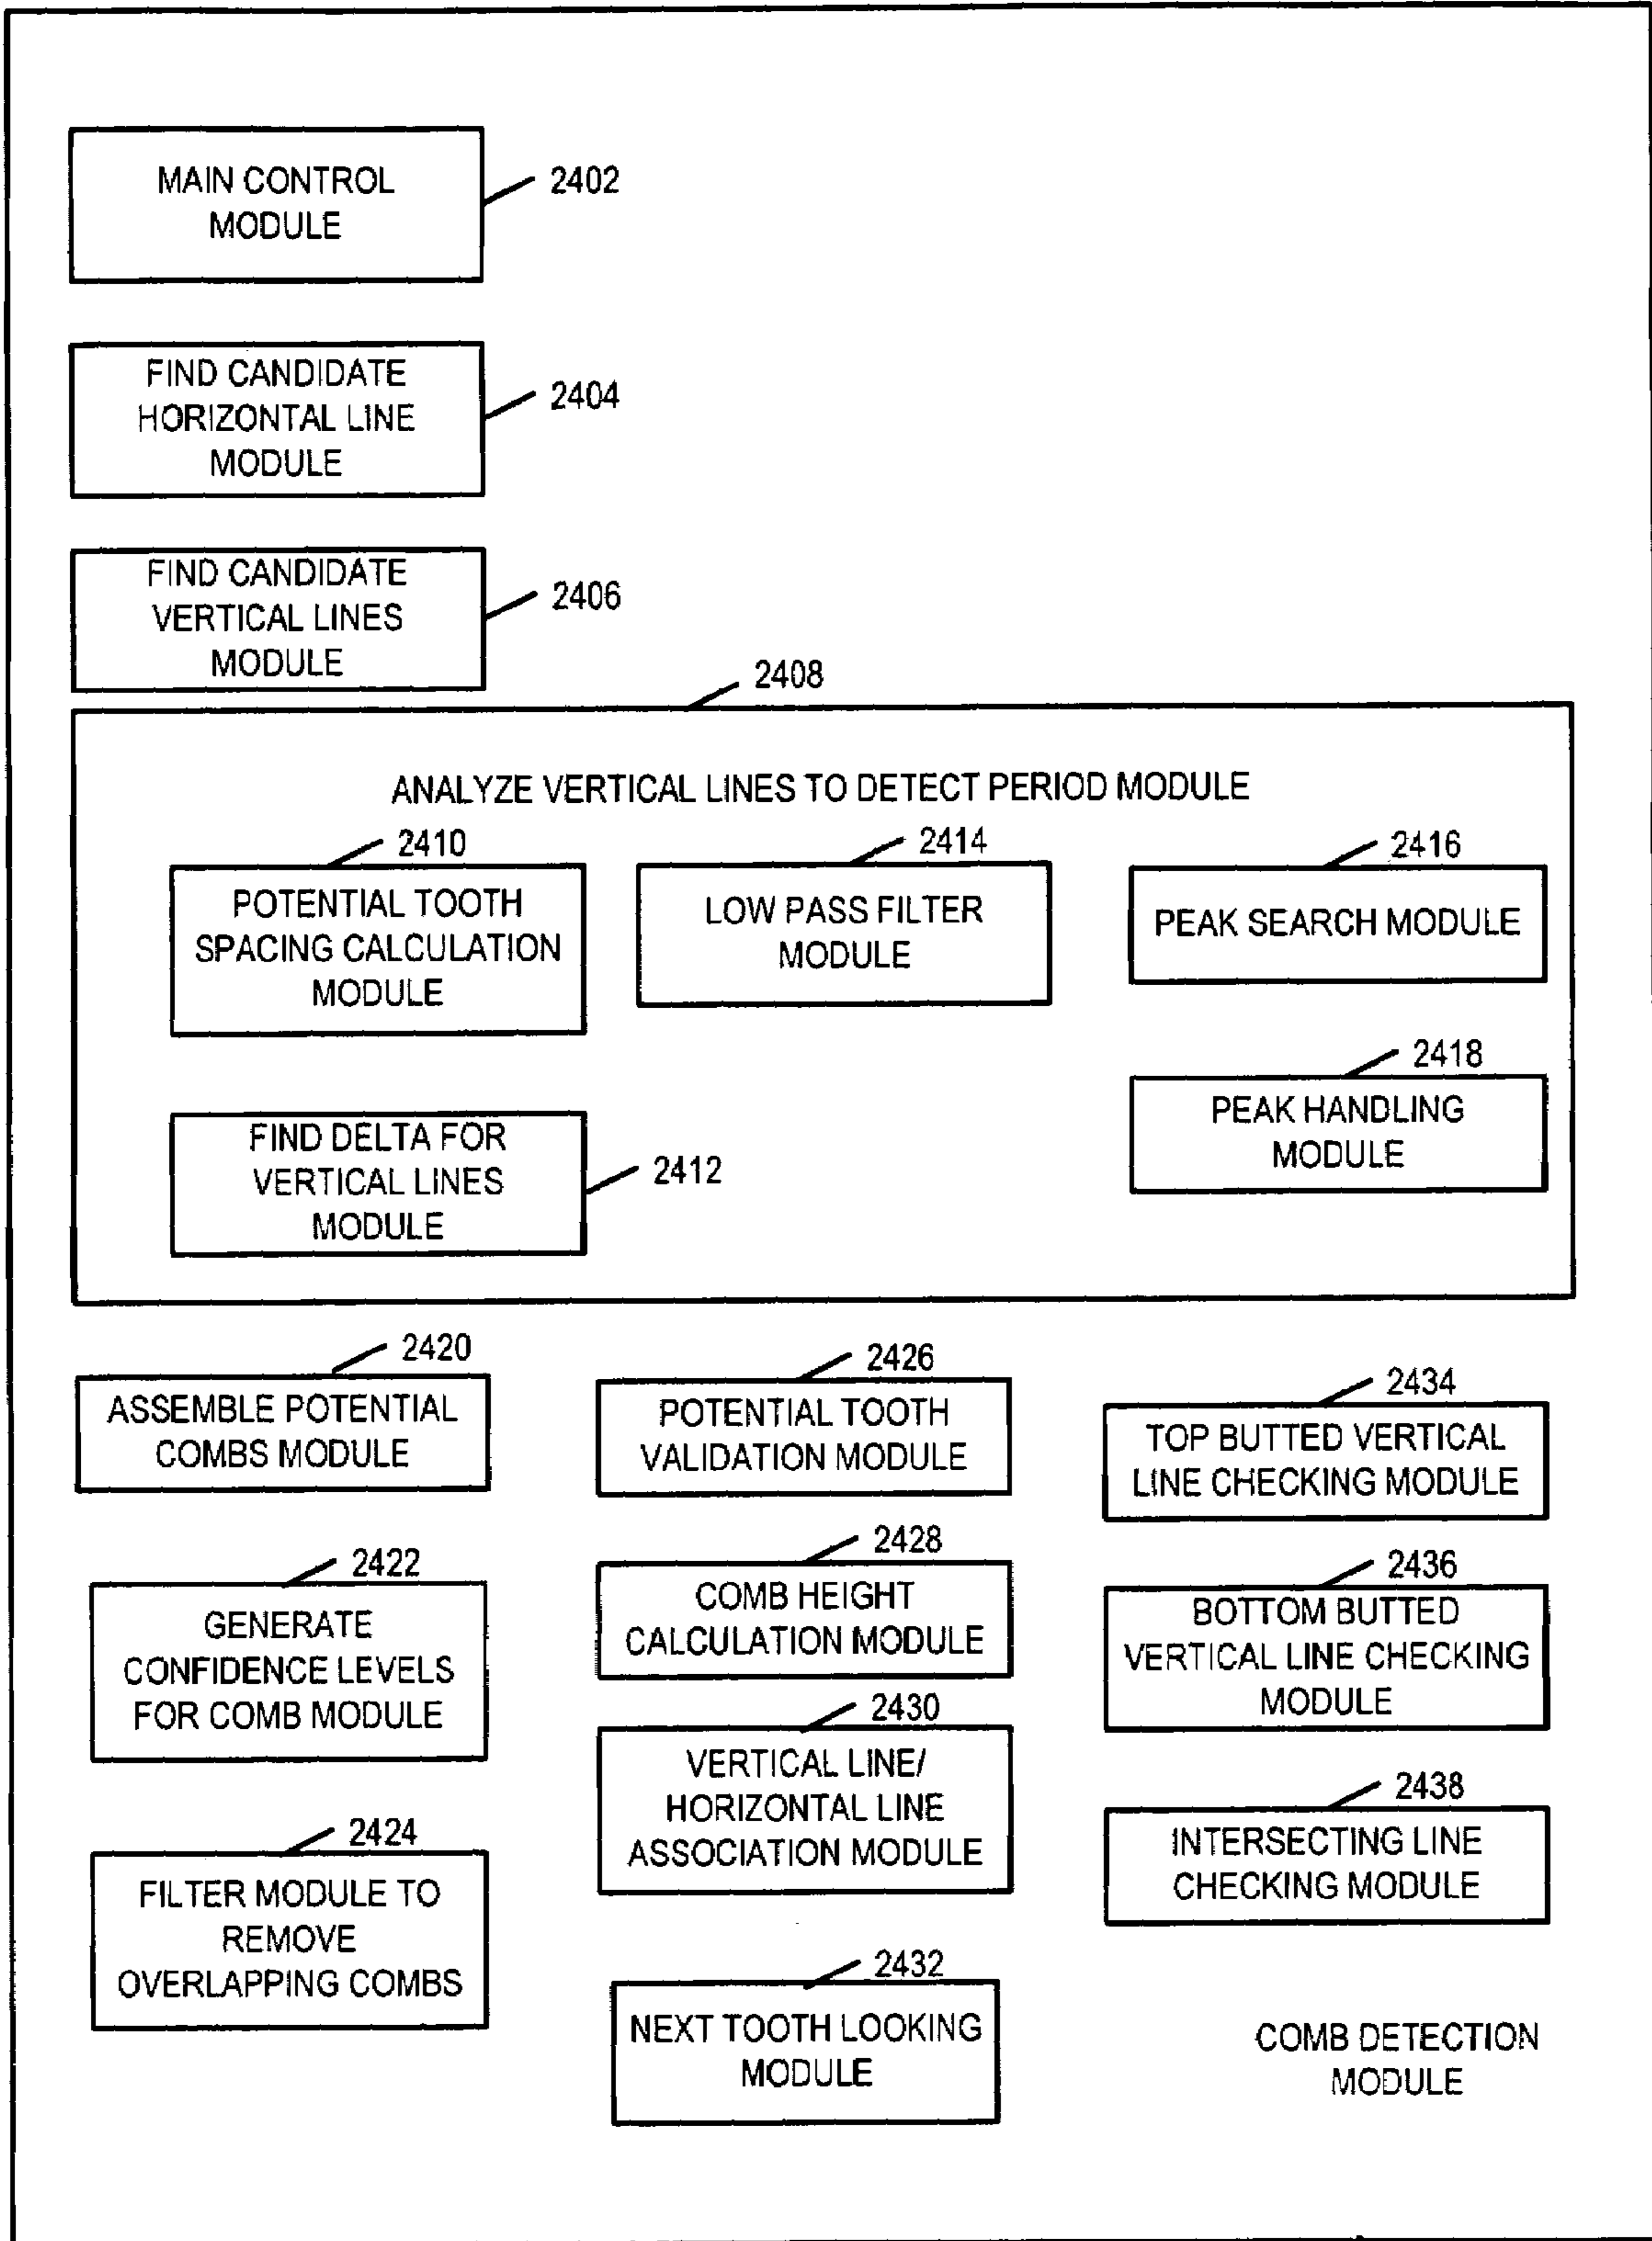 MAIN CONTROL
MODULE
2402
FIND CANDIDATE
HORIZONTAL LINE
MODULE
2404
FIND CANDIDATE
VERTICAL LINES
MODULE
2406
2408
ANALYZE VERTICAL LINES TO DETECT PERIOD MODULE
2410
POTENTIAL TOOTH
SPACING CALCULATION
MODULE
2414
LOW PASS FILTER
MODULE
2416
PEAK SEARCH MODULE
2418
PEAK HANDLING
MODULE
FIND DELTA FOR
VERTICAL LINES
MODULE
2412
2420
ASSEMBLE POTENTIAL
COMBS MODULE
2422
GENERATE
CONFIDENCE LEVELS
FOR COMB MODULE
2424
FILTER MODULE TO
REMOVE
OVERLAPPING COMBS
2426
POTENTIAL TOOTH
VALIDATION MODULE
2428
COMB HEIGHT
CALCULATION MODULE
2430
VERTICAL LINE/
HORIZONTAL LINE
ASSOCIATION MODULE
2432
NEXT TOOTH LOOKING
MODULE
2434
TOP BUTTED VERTICAL
LINE CHECKING MODULE
2436
BOTTOM BUTTED
VERTICAL LINE CHECKING
MODULE
2438
INTERSECTING LINE
CHECKING MODULE
COMB DETECTION
MODULE